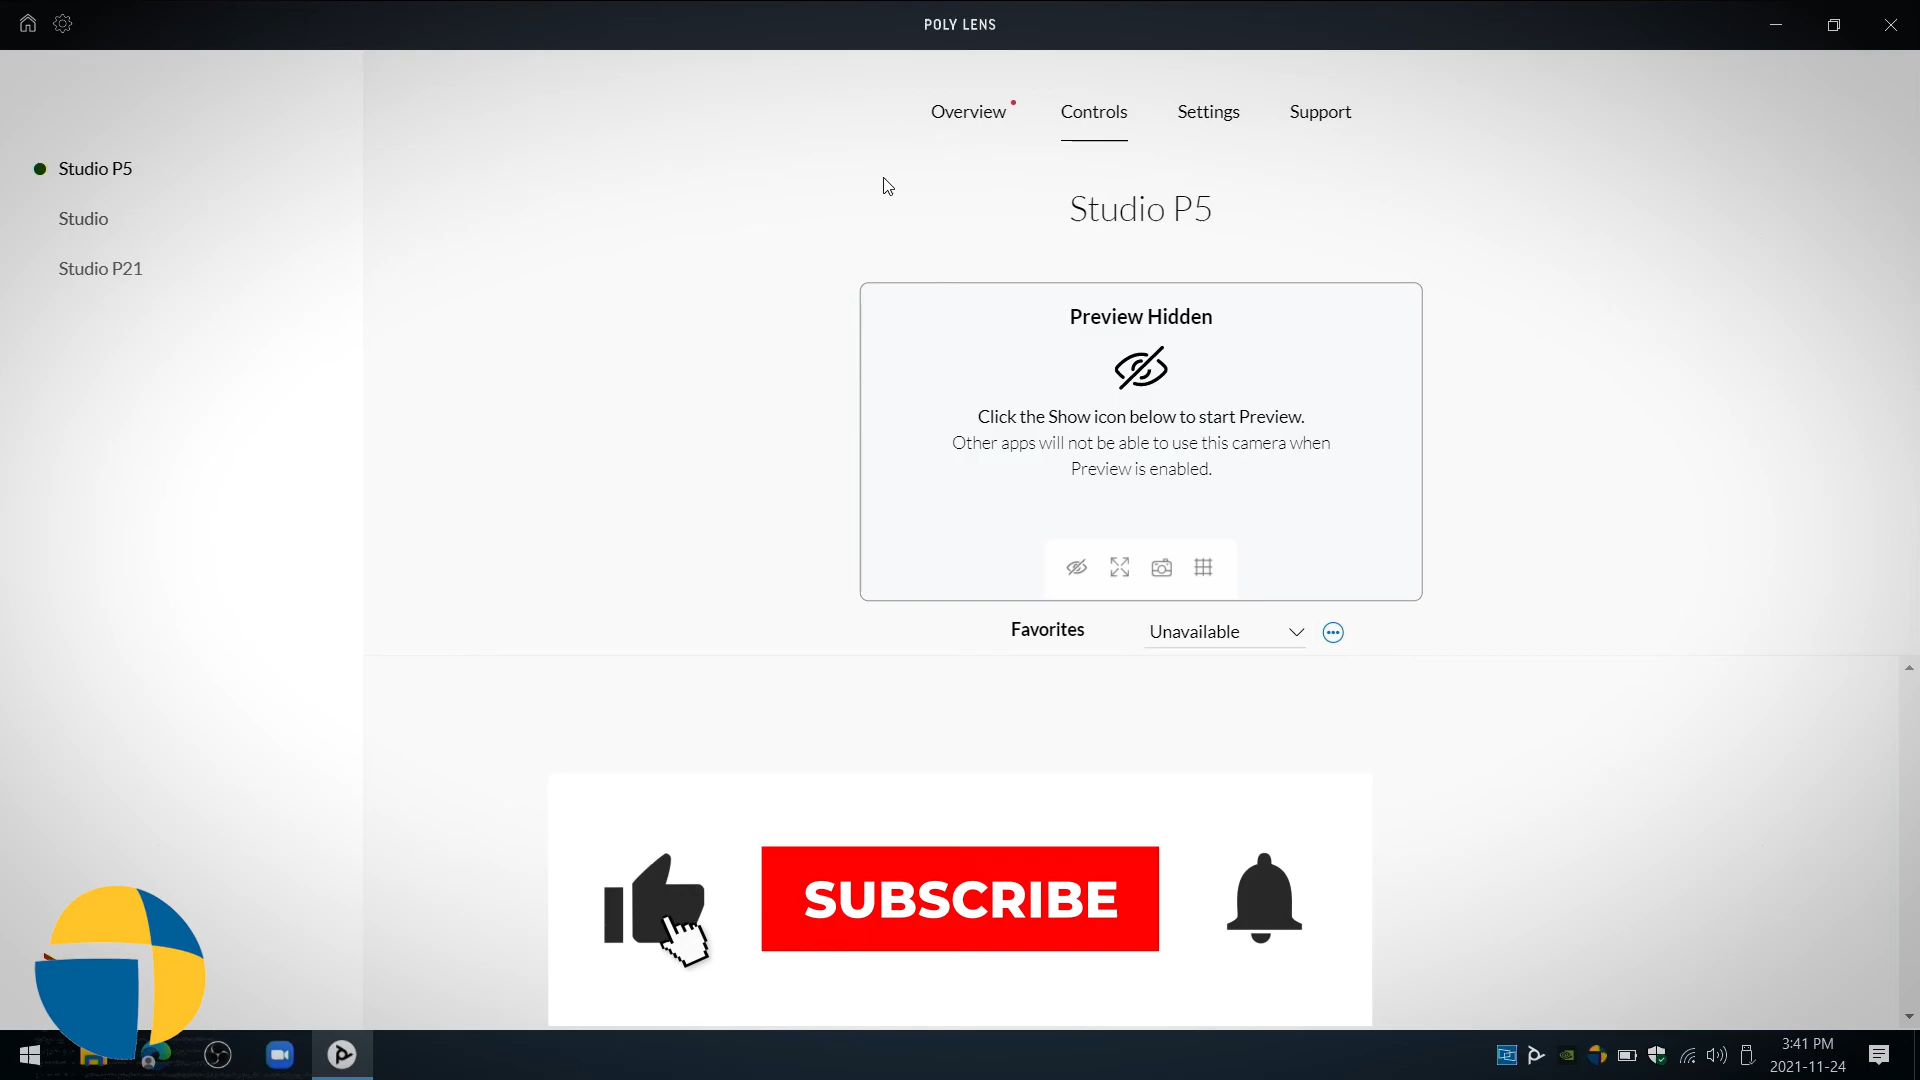 POLY LENS
Overview
Controls
Settings
Support
Studio P5
Studio
Studio P21
Studio P5
Preview Hidden
Click the Show icon below to start Preview.
Other apps will not be able to use this camera when
Preview is enabled.
Favorites
Unavailable
SUBSCRIBE
3:41 PM
2021-11-24